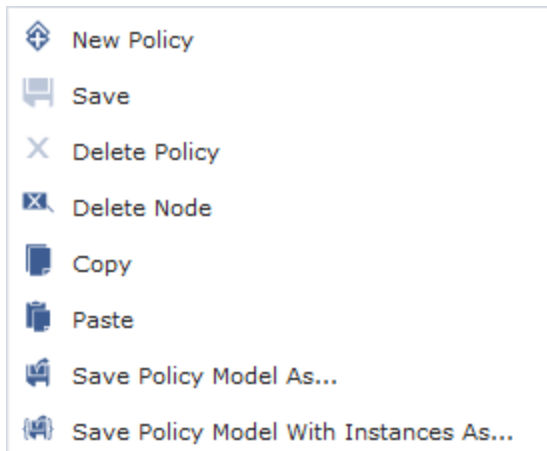 New Policy
Save
Delete Policy
Delete Node
Copy
Paste
Save Policy Model As...
Save Policy Model With Instances As...